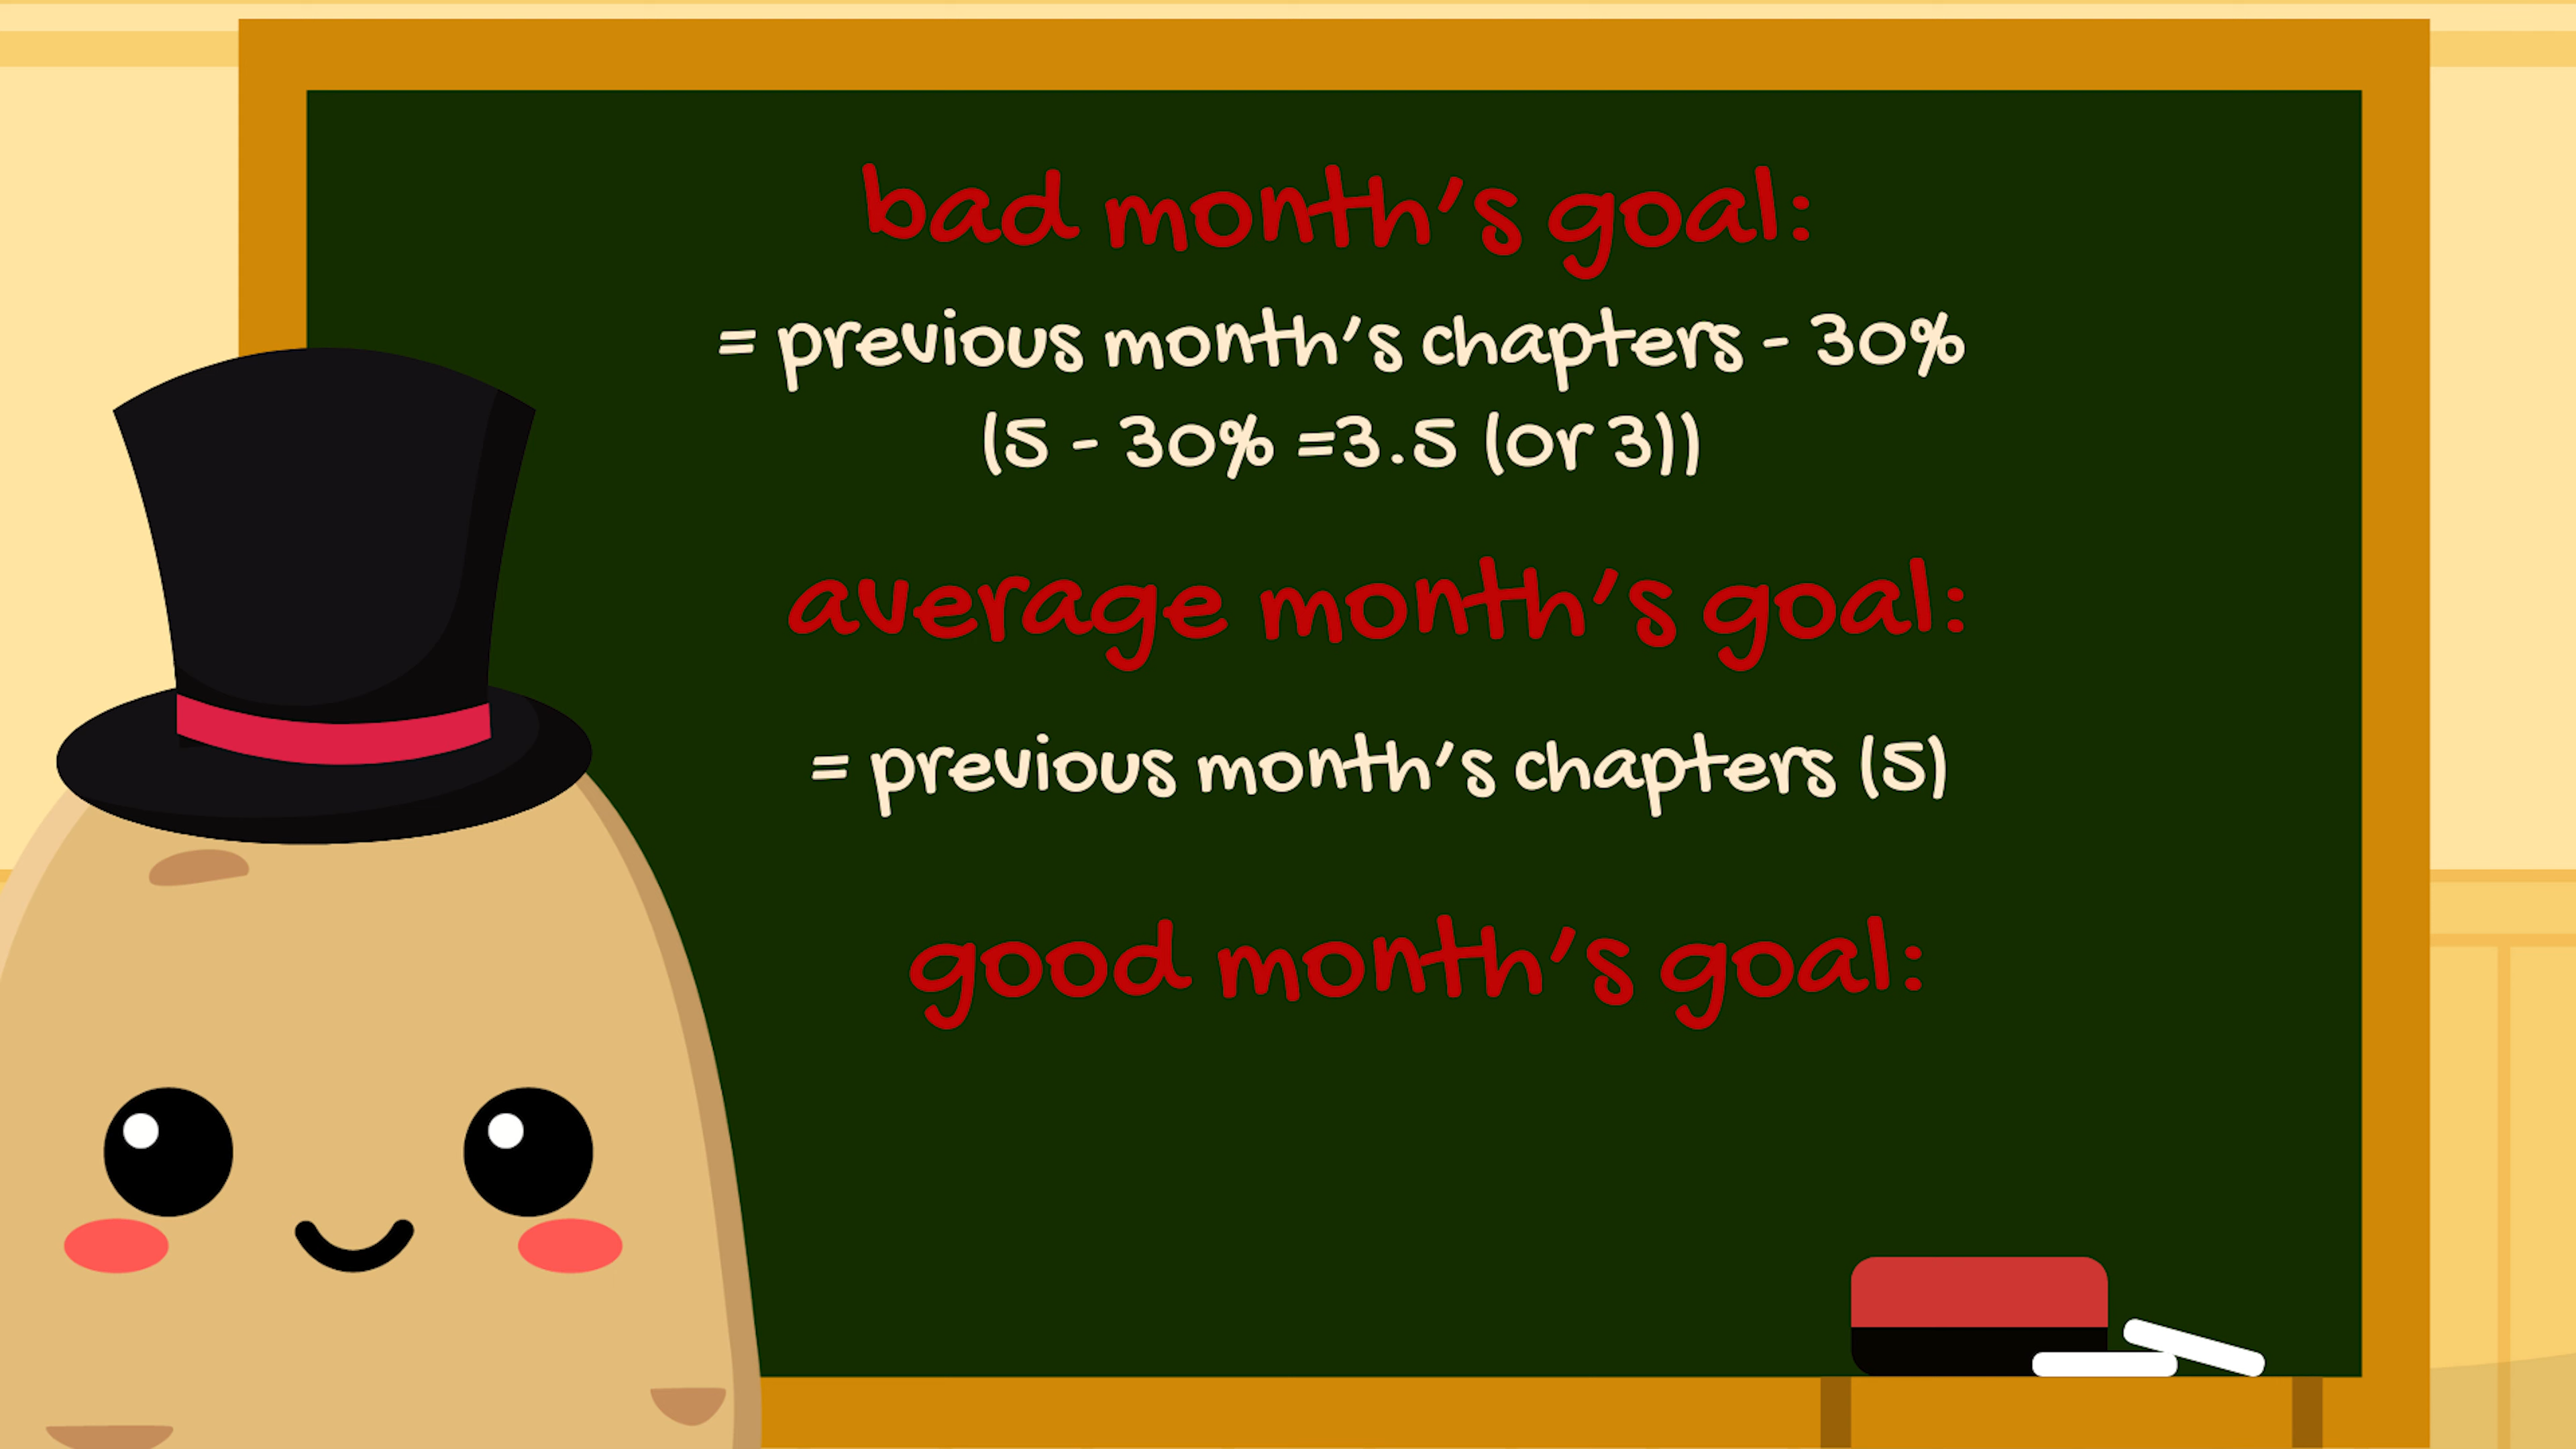 bad month's goal:
= previous month's chapters - 30%
(5 - 30% =3.5 (or 3))
average month's goal:
= previous month's chapters (5)
good month's goal: